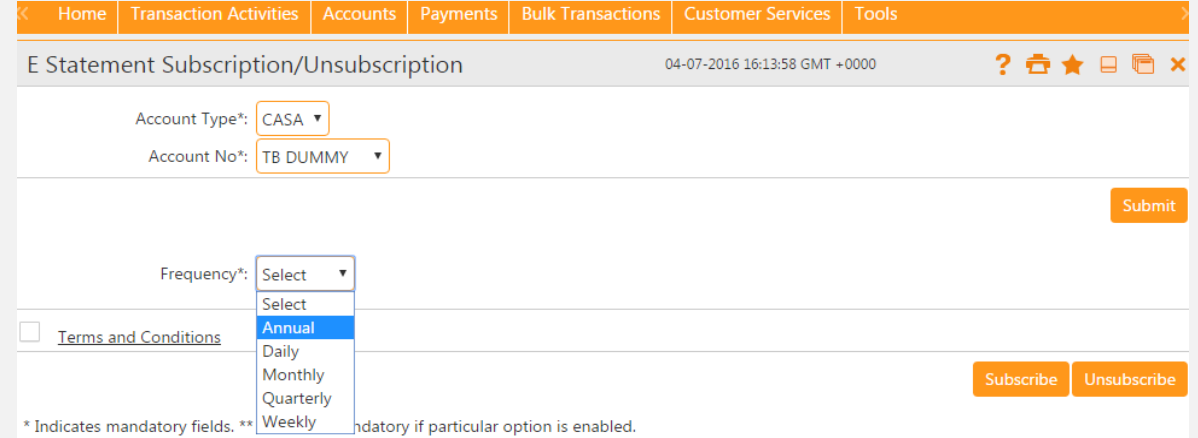 Home Transaction Activities Accounts Payments Bulk Transactions Customer Services Tools
E Statement Subscription/Unsubscription 04-07-2016 16:13:58 GMT +0000
Account Type*: CASA
Account No*: TB DUMMY
Submit
Frequency*: Select
Select
Annual
Terms and Conditions
Daily
Monthly
Subscribe Unsubscribe
Quarterly
Weekly
* Indicates mandatory fields. ** ndatory if particular option is enabled.